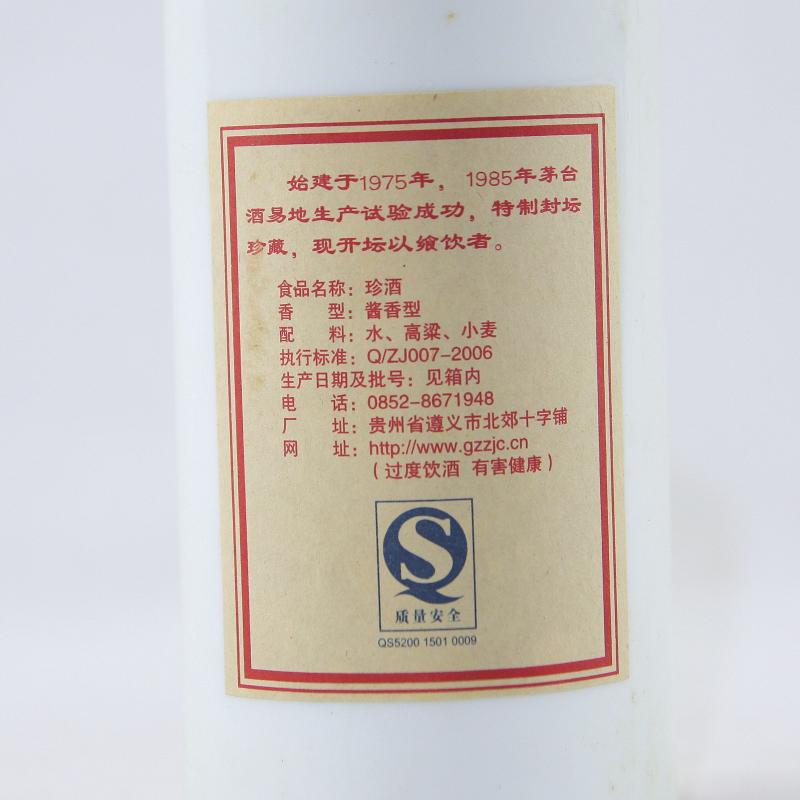 始建于1975年，1985年茅台
酒易地生产试验成功，特制封坛
珍藏，现开坛以飨饮者。
食品名称：珍酒
香 型：酱香型
配 料：水、高粱、小麦
执行标准：Q/ZJ007-2006
生产日期及批号：见箱内
电 话：0852-8671948
厂 址：贵州省遵义市北郊十字铺
网 址：http://www.gzzjc.cn
（过度饮酒 有害健康）
S
质量安全
QS5200 1501 0009